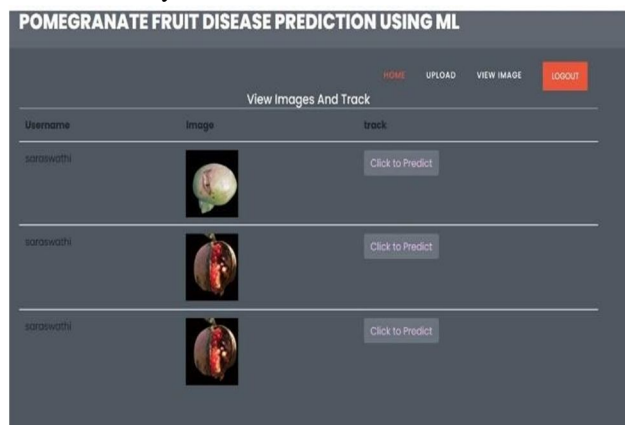 POMEGRANATE FRUIT DISEASE PREDICTION USING ML
HOME UPLOAD VIEW IMAGE LOGOUT
View Images And Track
Username Image track
saraswathi Click to Predict
saraswathi Click to Predict
saraswathi Click to Predict